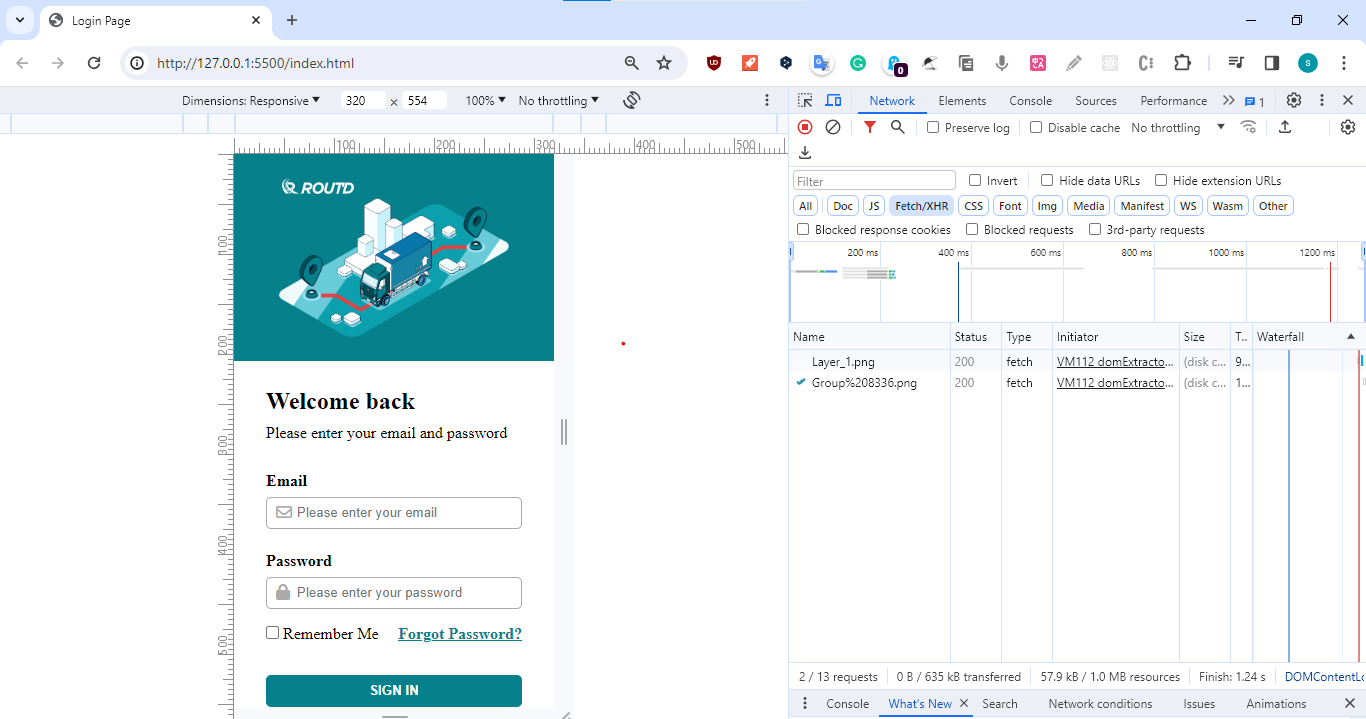 Login Page
http://127.0.0.1:5500/index.html
0
S
Dimensions: Responsive 320 × 554 100% No throttling
Network Elements Console Sources Performance 1
Preserve log Disable cache No throttling
Filter Invert Hide data URLs Hide extension URLs
All Doc JS Fetch/XHR CSS Font Img Media Manifest WS Wasm Other
Blocked response cookies Blocked requests 3rd-party requests
200 ms 400 ms 600 ms 800 ms 1000 ms 1200 ms
Name Status Type Initiator Size T.. Waterfall
Layer_1.png 200 fetch VM112 domExtracto... (disk c... 9...
Group%208336.png 200 fetch VM112 domExtracto... (disk c... 1...
2 / 13 requests 0 B / 635 kB transferred 57.9 kB / 1.0 MB resources Finish: 1.24 s DOMContentLo
Console What's New Search Network conditions Issues Animations
100 200 300 400 500
100
200
300
400
500
ROUTD
Welcome back
Please enter your email and password
Email
Please enter your email
Password
Please enter your password
Remember Me Forgot Password?
SIGN IN